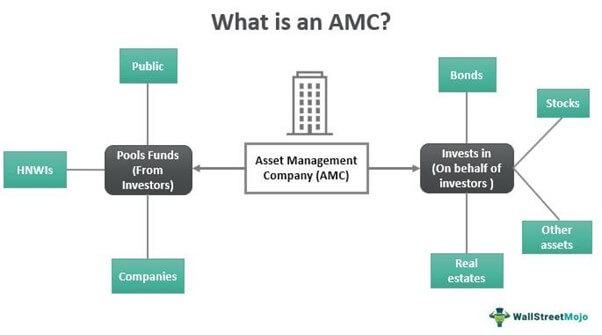 What is an AMC?
Public
HNWIs
Companies
Pools Funds
(From
Investors)
Asset Management
Company (AMC)
Invests in
(On behalf of
investors )
Bonds
Stocks
Other
assets
Real
estates
WallStreetMojo